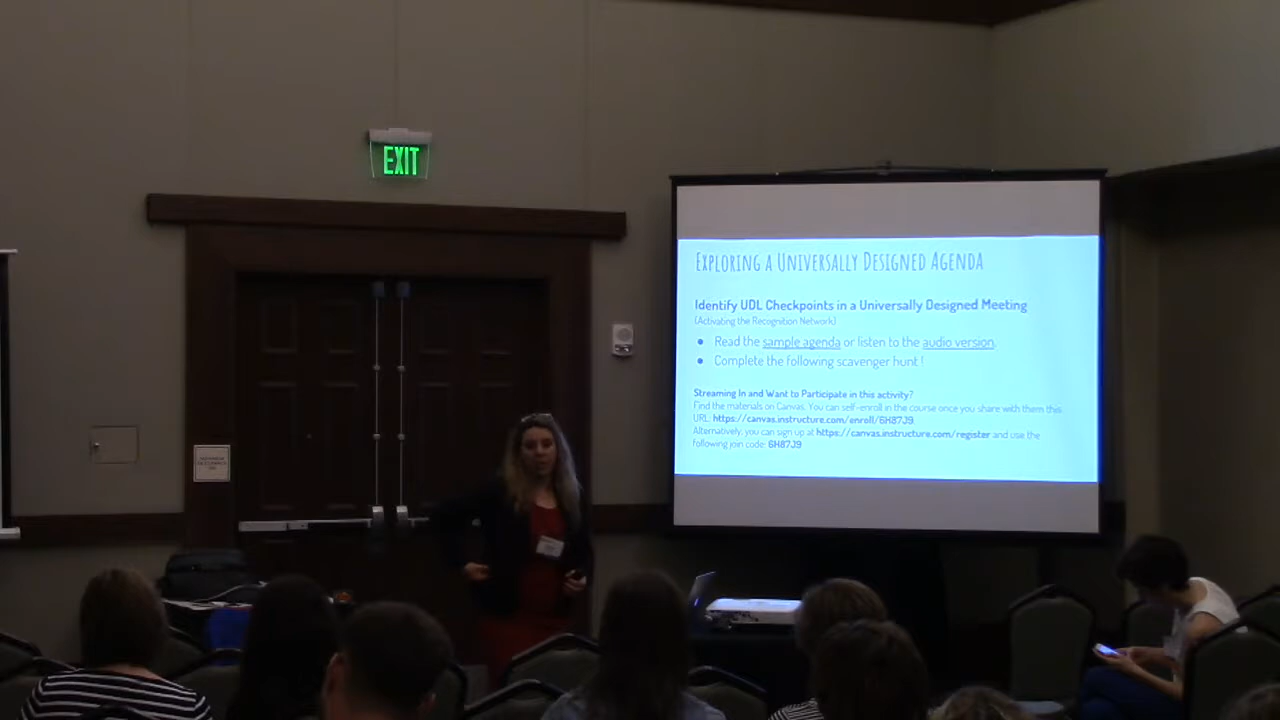 EXIT
EXPLORING A UNIVERSALLY DESIGNED AGENDA
Identify UDL Checkpoints in a Universally Designed Meeting
(Activating the Recognition Network)
● Read the sample agenda or listen to the audio version.
● Complete the following scavenger hunt !
Streaming In and Want to Participate in this activity?
Find the materials on Canvas. You can self-enroll in the course once you share with them this
URL: https://canvas.instructure.com/enroll/6H87J9.
Alternatively, you can sign up at https://canvas.instructure.com/register and use the
following join code: 6H87J9